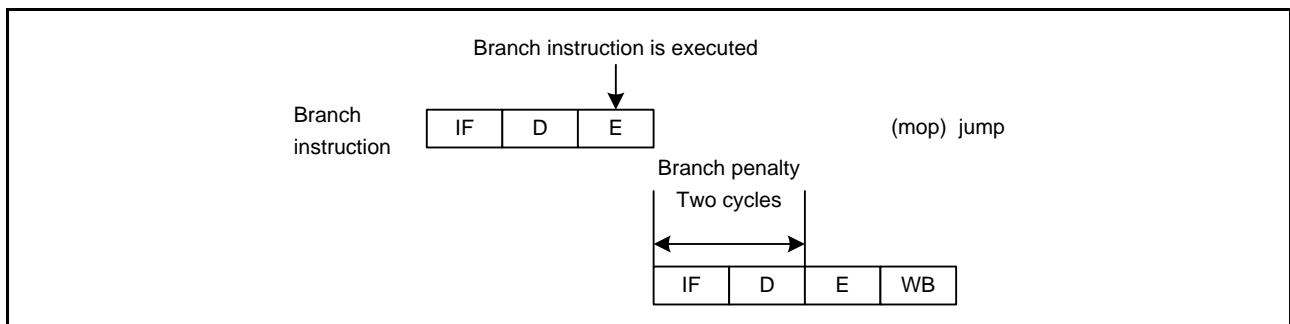 Branch instruction is executed
Branch
instruction
IF D E
(mop) jump
Branch penalty
Two cycles
IF D E WB